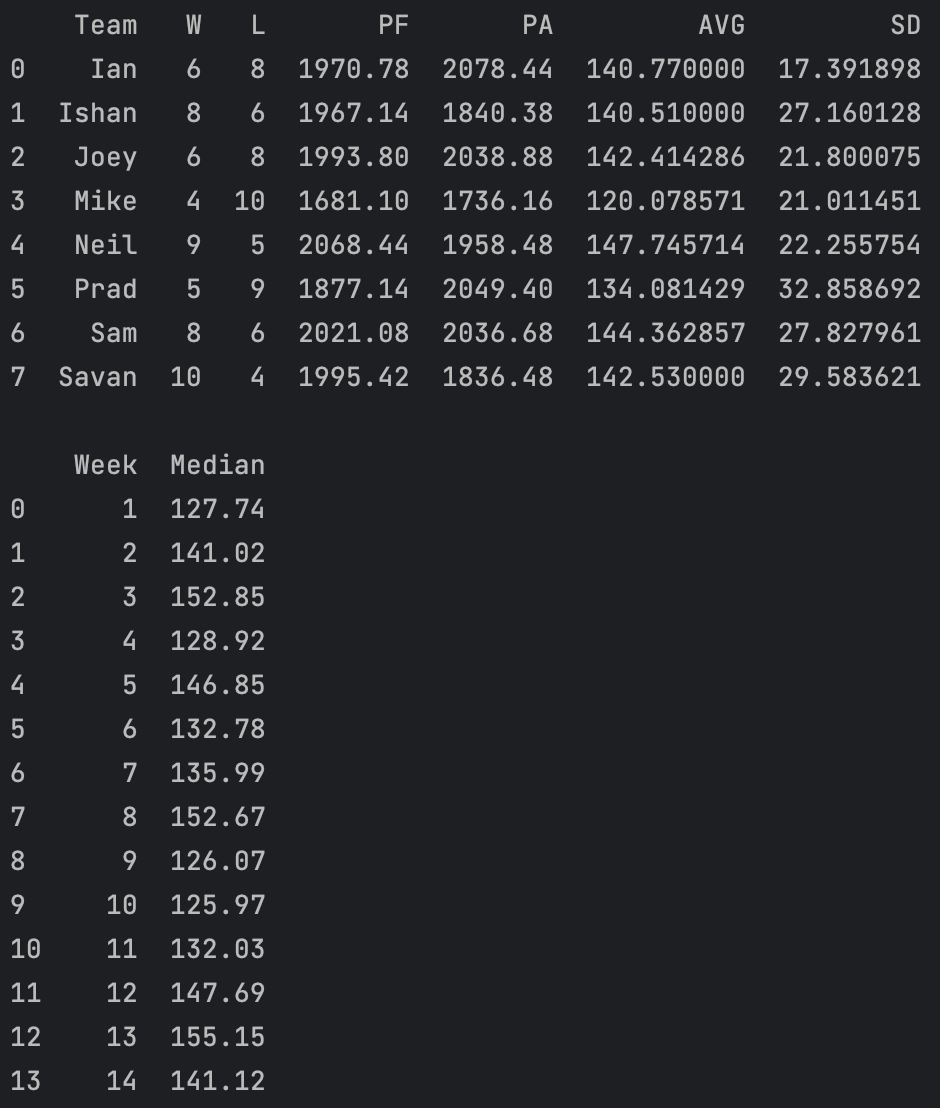 Team W L PF PA AVG SD
0 Ian 6 8 1970.78 2078.44 140.770000 17.391898
1 Ishan 8 6 1967.14 1840.38 140.510000 27.160128
2 Joey 6 8 1993.80 2038.88 142.414286 21.800075
3 Mike 4 10 1681.10 1736.16 120.078571 21.011451
4 Neil 9 5 2068.44 1958.48 147.745714 22.255754
5 Prad 5 9 1877.14 2049.40 134.081429 32.858692
6 Sam 8 6 2021.08 2036.68 144.362857 27.827961
7 Savan 10 4 1995.42 1836.48 142.530000 29.583621
Week Median
0 1 127.74
1 2 141.02
2 3 152.85
3 4 128.92
4 5 146.85
5 6 132.78
6 7 135.99
7 8 152.67
8 9 126.07
9 10 125.97
10 11 132.03
11 12 147.69
12 13 155.15
13 14 141.12